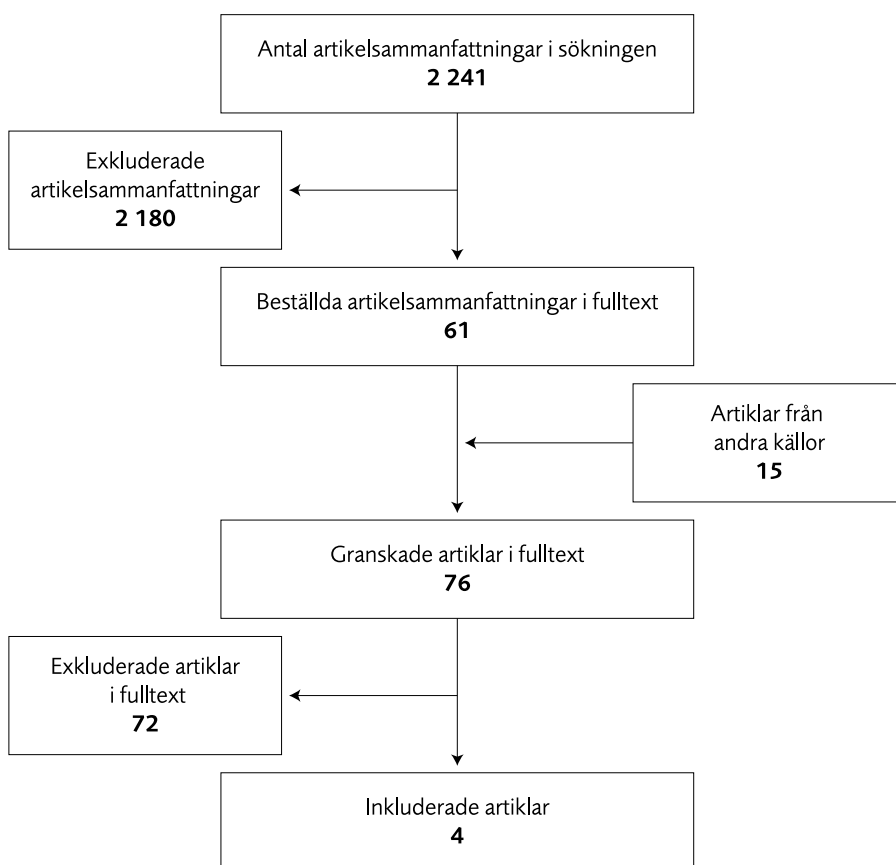 Antal artikelsammanfattningar i sökningen
2 241
Exkluderade
artikelsammanfattningar
2 180
Beställda artikelsammanfattningar i fulltext
61
Artiklar från
andra källor
15
Granskade artiklar i fulltext
76
Exkluderade artiklar
i fulltext
72
Inkluderade artiklar
4